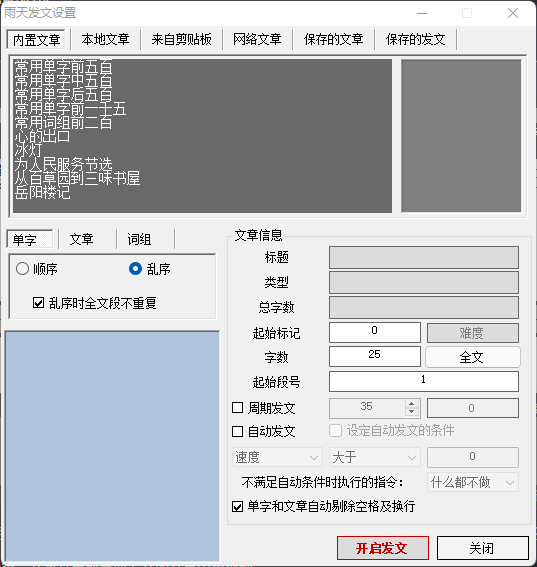 雨天发文设置
内置文章 本地文章 来自剪贴板 网络文章 保存的文章 保存的发文
常用单字前五百
常用单字中五百
常用单字后五百
常用单字前一千五
常用词组前二百
心的出口
冰灯
为人民服务节选
从百草园到三味书屋
岳阳楼记
单字 文章 词组
顺序 乱序
乱序时全文段不重复
文章信息
标题
类型
总字数
起始标记 0 难度
字数 25 全文
起始段号 1
周期发文 35 0
自动发文 设定自动发文的条件
速度 大于 0
不满足自动条件时执行的指令: 什么都不做
单字和文章自动剔除空格及换行
开启发文 关闭